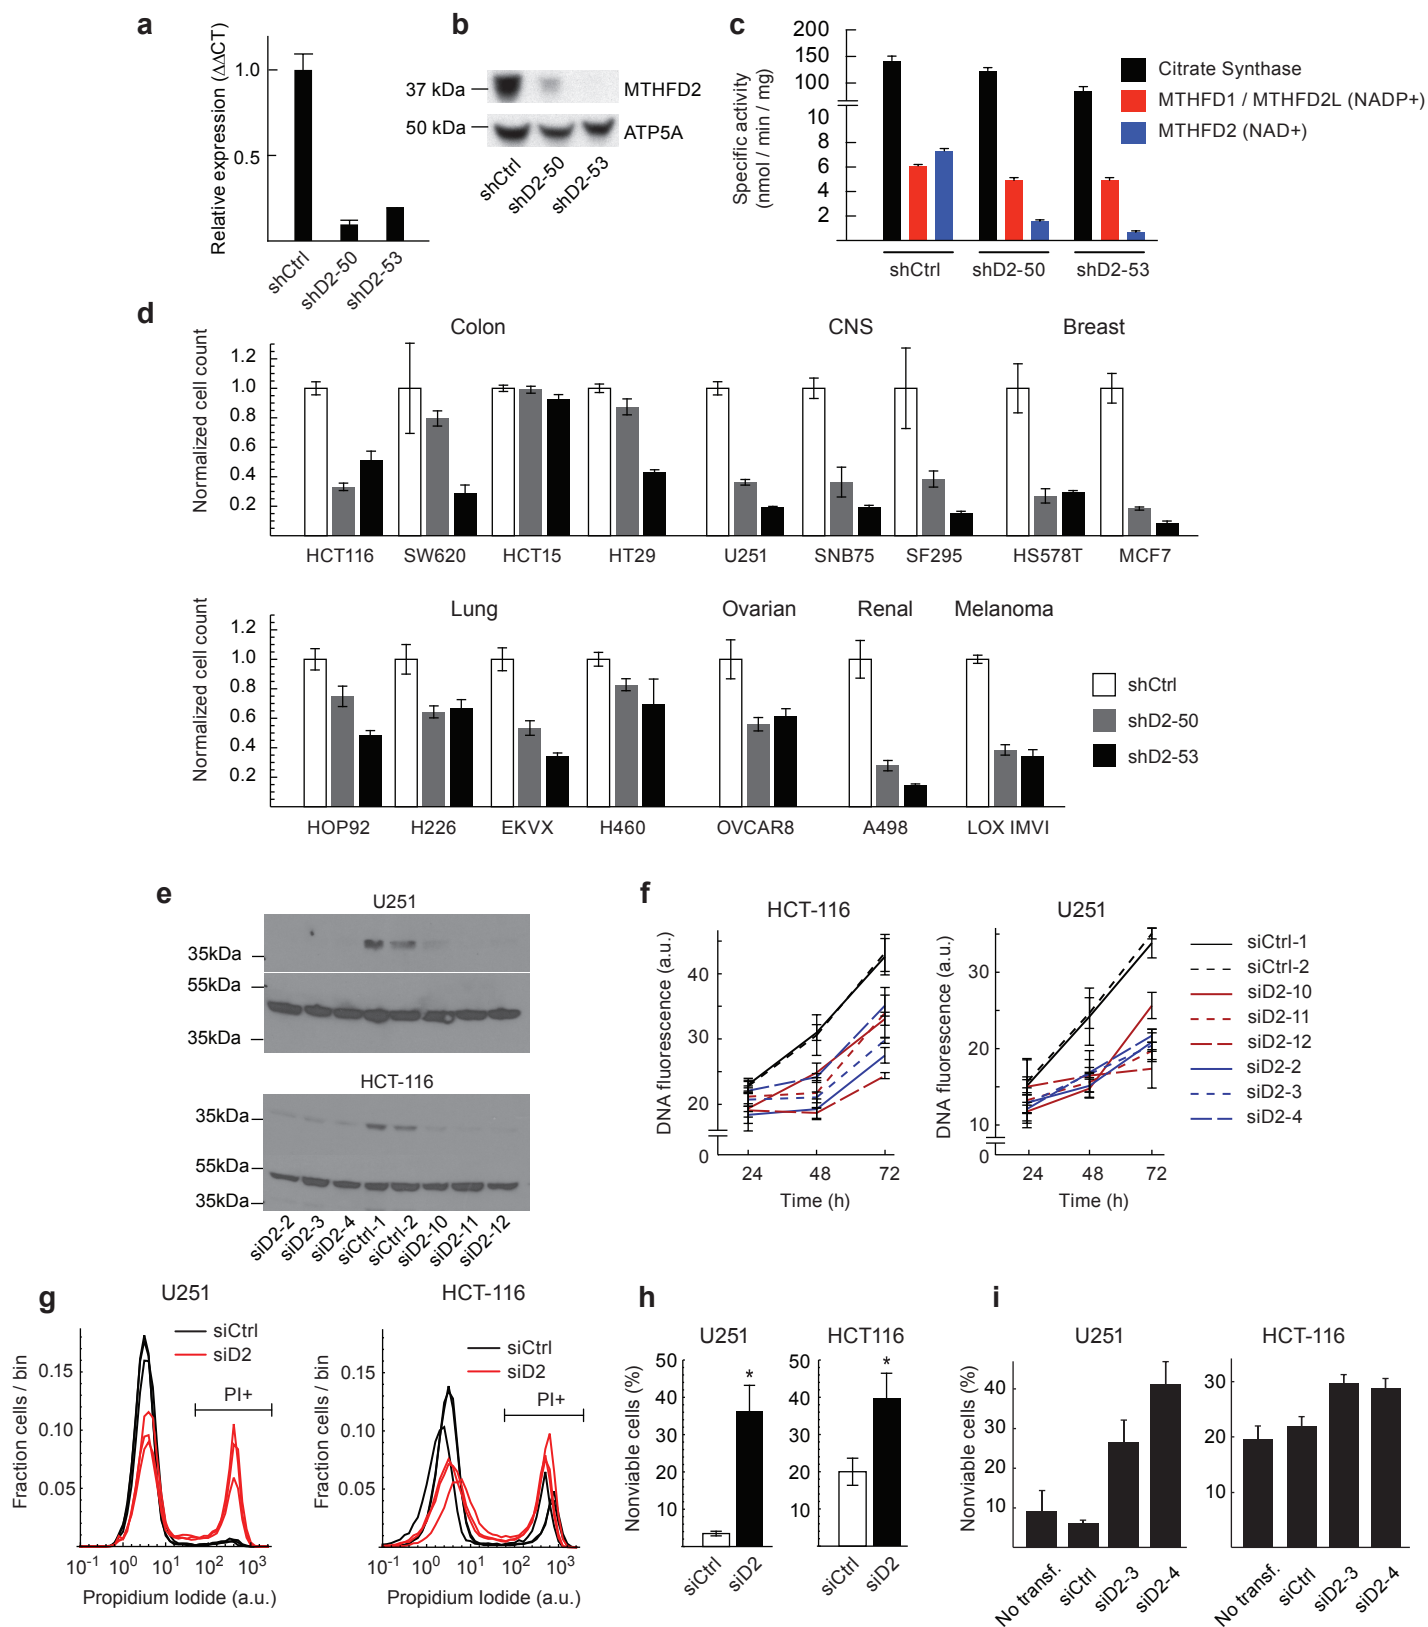 a
Relative expression (ΔΔCT)
1.0
0.5
shCtrl
shD2-50
shD2-53
b
37 kDa
MTHFD2
50 kDa
ATP5A
shCtrl
shD2-50
shD2-53
c
Specific activity
(nmol / min / mg)
200
150
100
10
8
6
4
2
shCtrl
shD2-50
shD2-53
Citrate Synthase
MTHFD1 / MTHFD2L (NADP+)
MTHFD2 (NAD+)
d
Colon
CNS
Breast
Normalized cell count
1.2
1.0
0.8
0.6
0.4
0.2
HCT116
SW620
HCT15
HT29
U251
SNB75
SF295
HS578T
MCF7
Lung
Ovarian
Renal
Melanoma
Normalized cell count
1.2
1.0
0.8
0.6
0.4
0.2
HOP92
H226
EKVX
H460
OVCAR8
A498
LOX IMVI
shCtrl
shD2-50
shD2-53
e
U251
35kDa
55kDa
35kDa
HCT-116
35kDa
55kDa
35kDa
siD2-2
siD2-3
siD2-4
siCtrl-1
siCtrl-2
siD2-10
siD2-11
siD2-12
f
HCT-116
DNA fluorescence (a.u.)
40
30
20
0
24
48
72
Time (h)
U251
DNA fluorescence (a.u.)
30
20
10
0
24
48
72
Time (h)
siCtrl-1
siCtrl-2
siD2-10
siD2-11
siD2-12
siD2-2
siD2-3
siD2-4
g
U251
siCtrl
siD2
PI+
Fraction cells / bin
0.15
0.10
0.05
10-1
100
101
102
103
Propidium Iodide (a.u.)
HCT-116
siCtrl
siD2
PI+
Fraction cells / bin
0.15
0.10
0.05
10-1
100
101
102
103
Propidium Iodide (a.u.)
h
U251
Nonviable cells (%)
50
40
30
20
10
*
siCtrl
siD2
HCT116
50
40
30
20
10
*
siCtrl
siD2
i
U251
Nonviable cells (%)
40
30
20
10
No transf.
siCtrl
siD2-3
siD2-4
HCT-116
30
20
10
No transf.
siCtrl
siD2-3
siD2-4